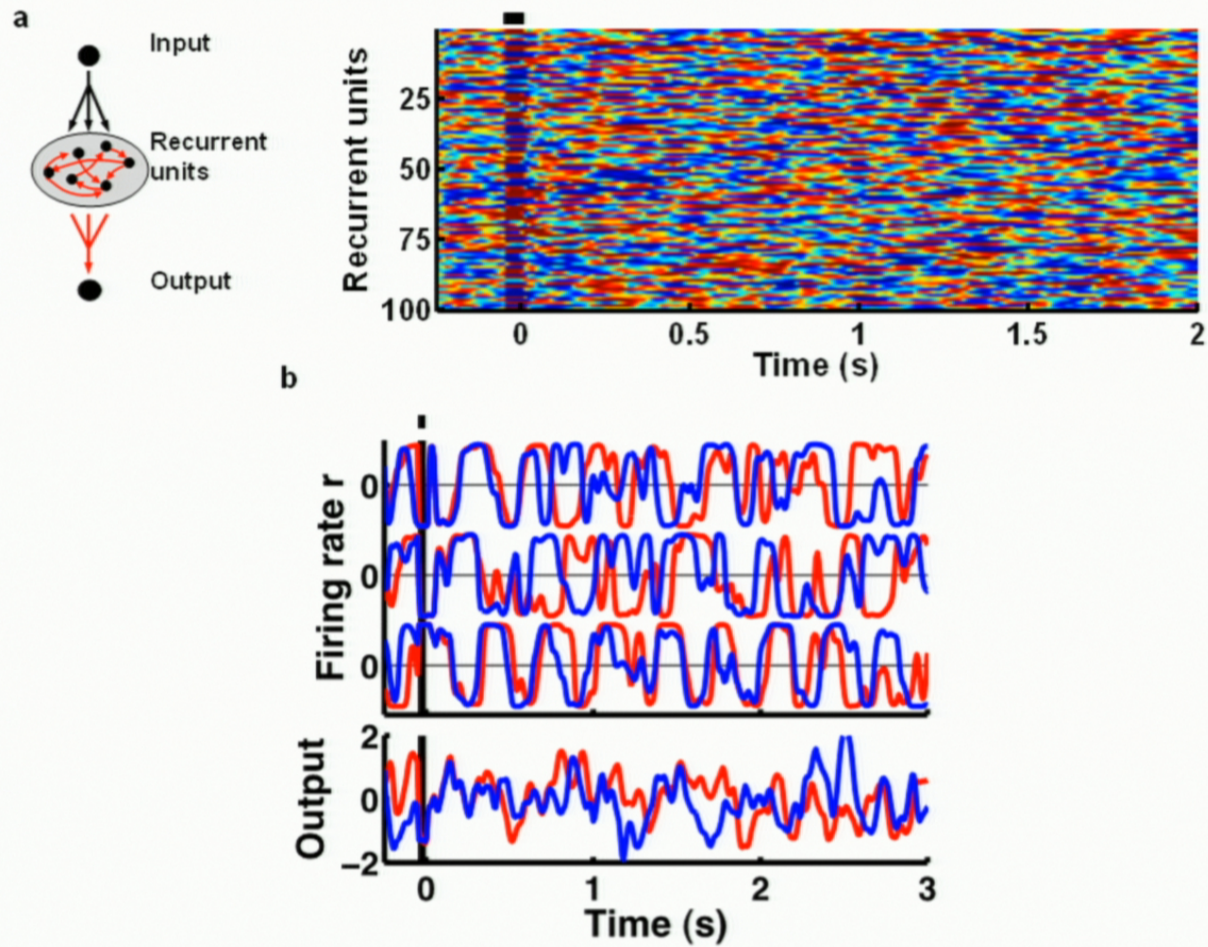 a
Input
Recurrent
units
Output
Recurrent units
25
50
75
100
0
0.5
1
1.5
2
Time (s)
b
Firing rate r
0
0
0
Output
2
0
−2
0
1
2
3
Time (s)